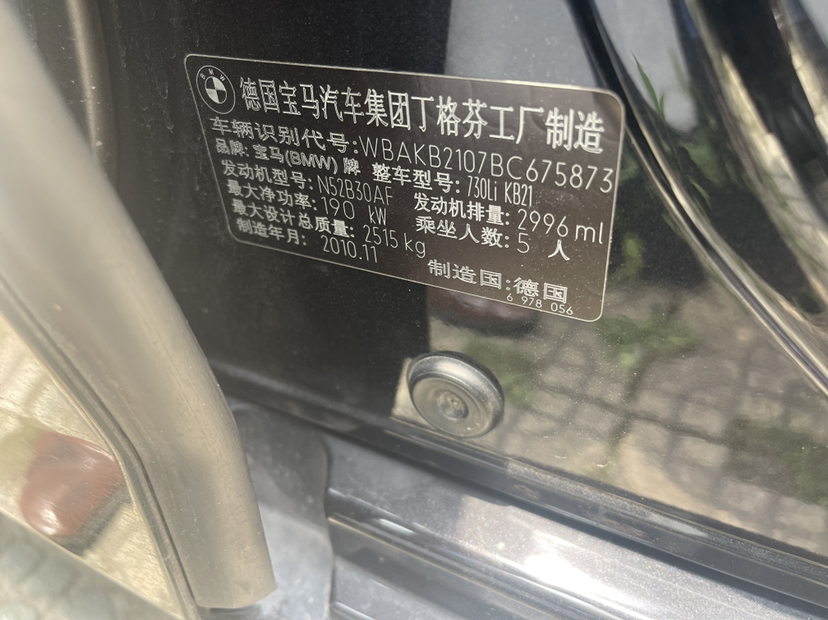 BMW
德国宝马汽车集团丁格芬工厂制造
车辆识别代号:WBAKB2107BC675873
品牌:宝马(BMW)牌 整车型号:730Li KB21
发动机型号:N52B30AF 发动机排量:2996ml
最大净功率:190 kW 乘坐人数:5 人
最大设计总质量:2515kg
制造年月:2010.11 制造国:德国
6 978 056